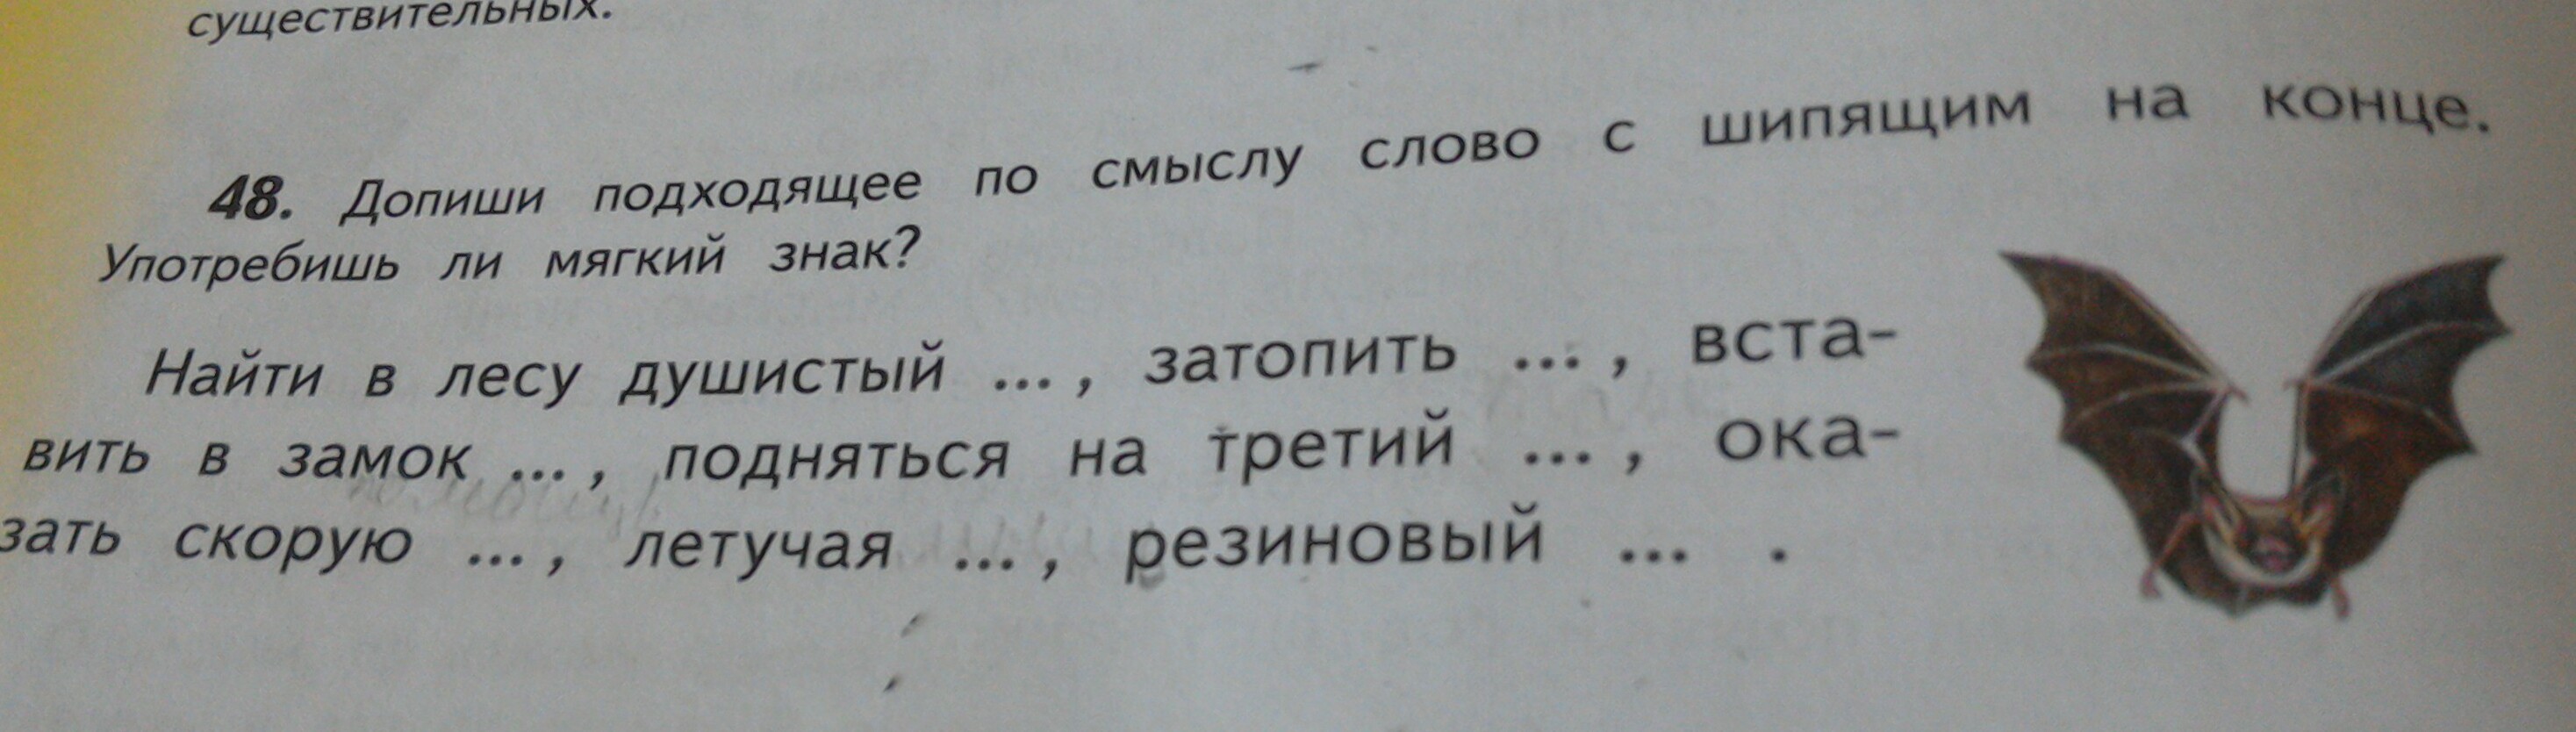 существительных.
48. Допиши подходящее по смыслу слово с шипящим на конце.
Употребишь ли мягкий знак?
Найти в лесу душистый ... , затопить ... , вста-
вить в замок ... , подняться на третий ... , ока-
зать скорую ... , летучая ... , резиновый ... .